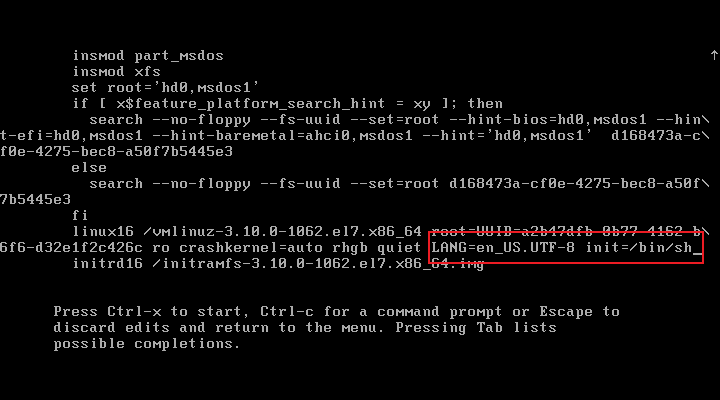 insmod part_msdos
insmod xfs
set root='hd0,msdos1'
if [ x$feature_platform_search_hint = xy ]; then
search --no-floppy --fs-uuid --set=root --hint-bios=hd0,msdos1 --hin\
t-efi=hd0,msdos1 --hint-baremetal=ahci0,msdos1 --hint='hd0,msdos1'  d168473a-c\
f0e-4275-bec8-a50f7b5445e3
else
search --no-floppy --fs-uuid --set=root d168473a-cf0e-4275-bec8-a50f\
7b5445e3
fi
linux16 /vmlinuz-3.10.0-1062.el7.x86_64 root=UUID=a2b47dfb-0b77-4162-b\
6f6-d32e1f2c426c ro crashkernel=auto rhgb quiet LANG=en_US.UTF-8 init=/bin/sh_
initrd16 /initramfs-3.10.0-1062.el7.x86_64.img
Press Ctrl-x to start, Ctrl-c for a command prompt or Escape to
discard edits and return to the menu. Pressing Tab lists
possible completions.